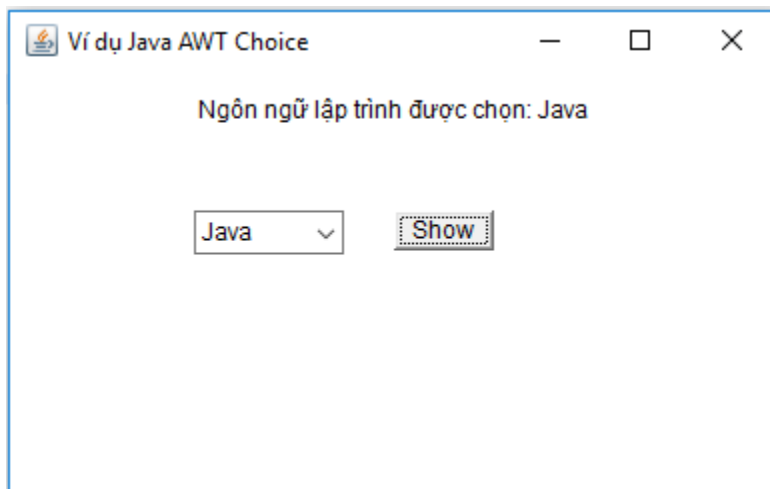 Ví dụ Java AWT Choice
Ngôn ngữ lập trình được chọn: Java
Java
Show